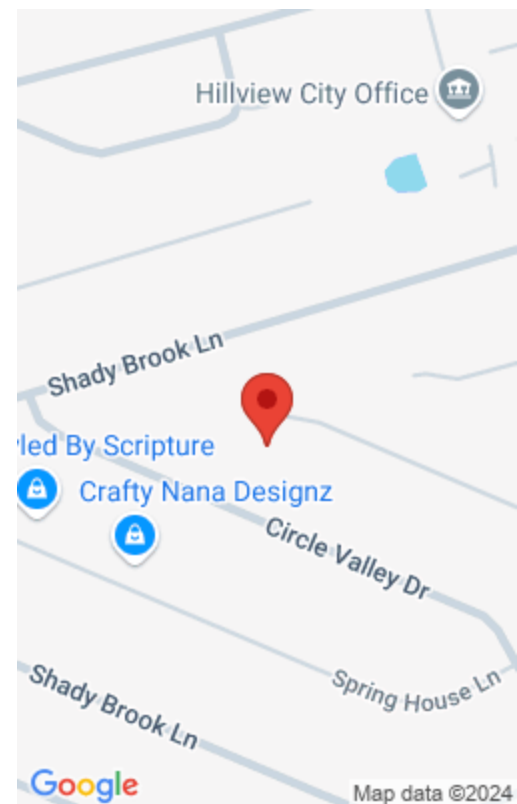 Hillview City Office
Shady Brook Ln
led By Scripture
Crafty Nana Designz
Circle Valley Dr
Spring House Ln
Shady Brook Ln
Google
Map data ©2024